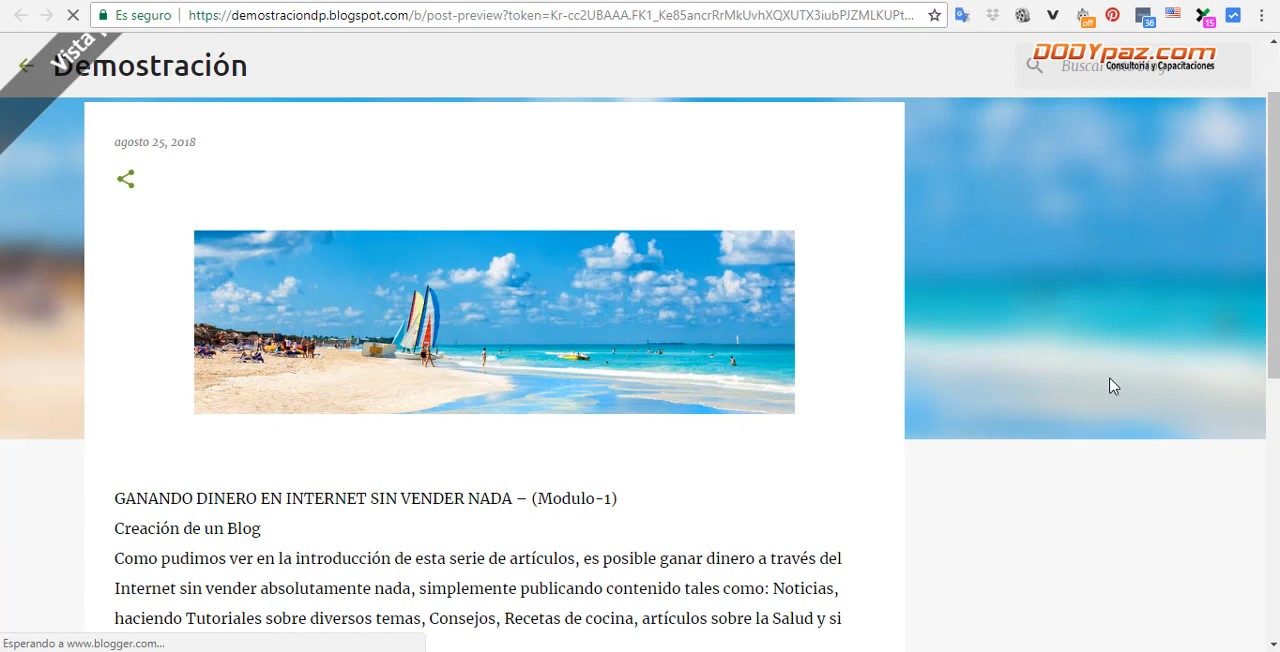 Es seguro
https://demostraciondp.blogspot.com/b/post-preview?token=Kr-cc2UBAAA.FK1_Ke85ancrRrMkUvhXQXUTX3iubPJZMLKUPt...
off
36
15
Vista
Demostración
DODYpaz.com
Consultoría y Capacitaciones
Buscar
agosto 25, 2018
GANANDO DINERO EN INTERNET SIN VENDER NADA – (Modulo-1)
Creación de un Blog
Como pudimos ver en la introducción de esta serie de artículos, es posible ganar dinero a través del
Internet sin vender absolutamente nada, simplemente publicando contenido tales como: Noticias,
haciendo Tutoriales sobre diversos temas, Consejos, Recetas de cocina, artículos sobre la Salud y si
Esperando a www.blogger.com...